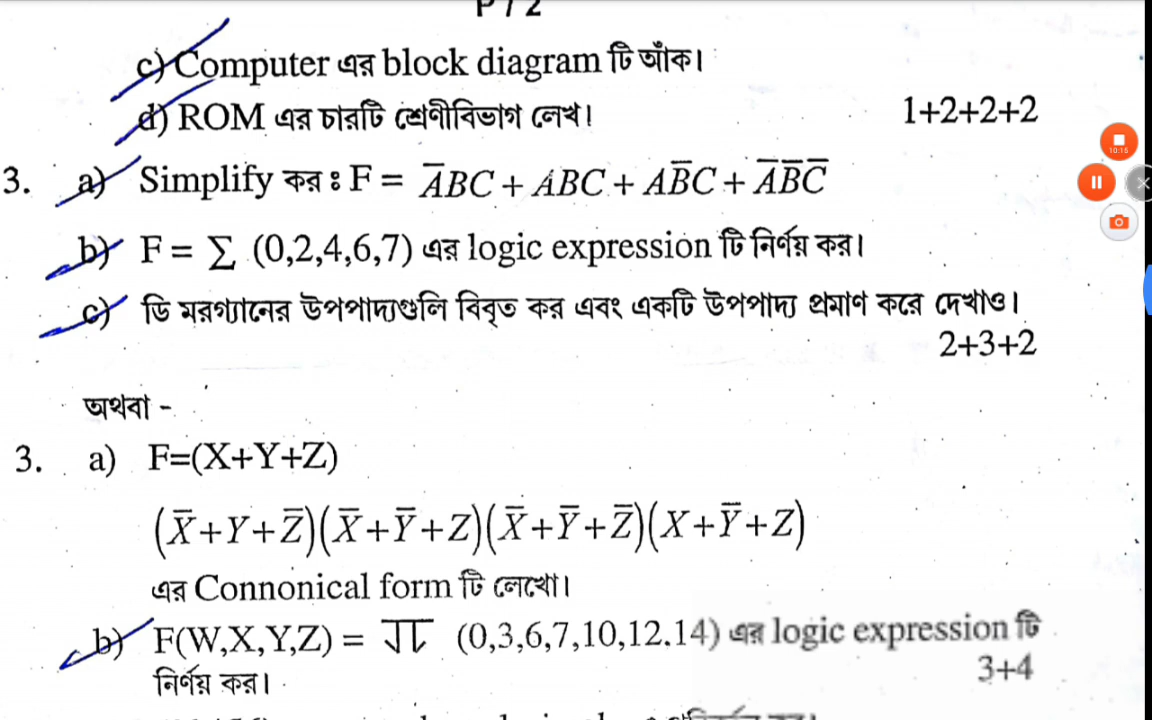 P T 2
c) Computer এর block diagram টি আঁক।
d) ROM এর চারটি শ্রেণীবিভাগ লেখ। 1+2+2+2
3. a) Simplify কর ঃ F = A̅BC + ABC + AB̅C + A̅B̅C̅
b) F = ∑ (0,2,4,6,7) এর logic expression টি নির্ণয় কর।
c) ডি মরগ্যানের উপপাদ্যগুলি বিবৃত কর এবং একটি উপপাদ্য প্রমাণ করে দেখাও।
2+3+2
অথবা -
3. a) F=(X+Y+Z)
(X̅+Y+Z̅)(X̅+Y̅+Z)(X̅+Y̅+Z̅)(X+Y̅+Z)
এর Connonical form টি লেখো।
b) F(W,X,Y,Z) = π (0,3,6,7,10,12.14) এর logic expression টি
নির্ণয় কর। 3+4
10:15